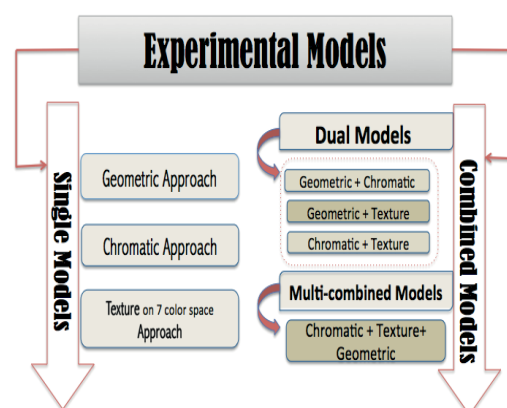 Experimental Models
Single Models
Geometric Approach
Chromatic Approach
Texture on 7 color space
Approach
Dual Models
Geometric + Chromatic
Geometric + Texture
Chromatic + Texture
Multi-combined Models
Chromatic + Texture+
Geometric
Combined Models